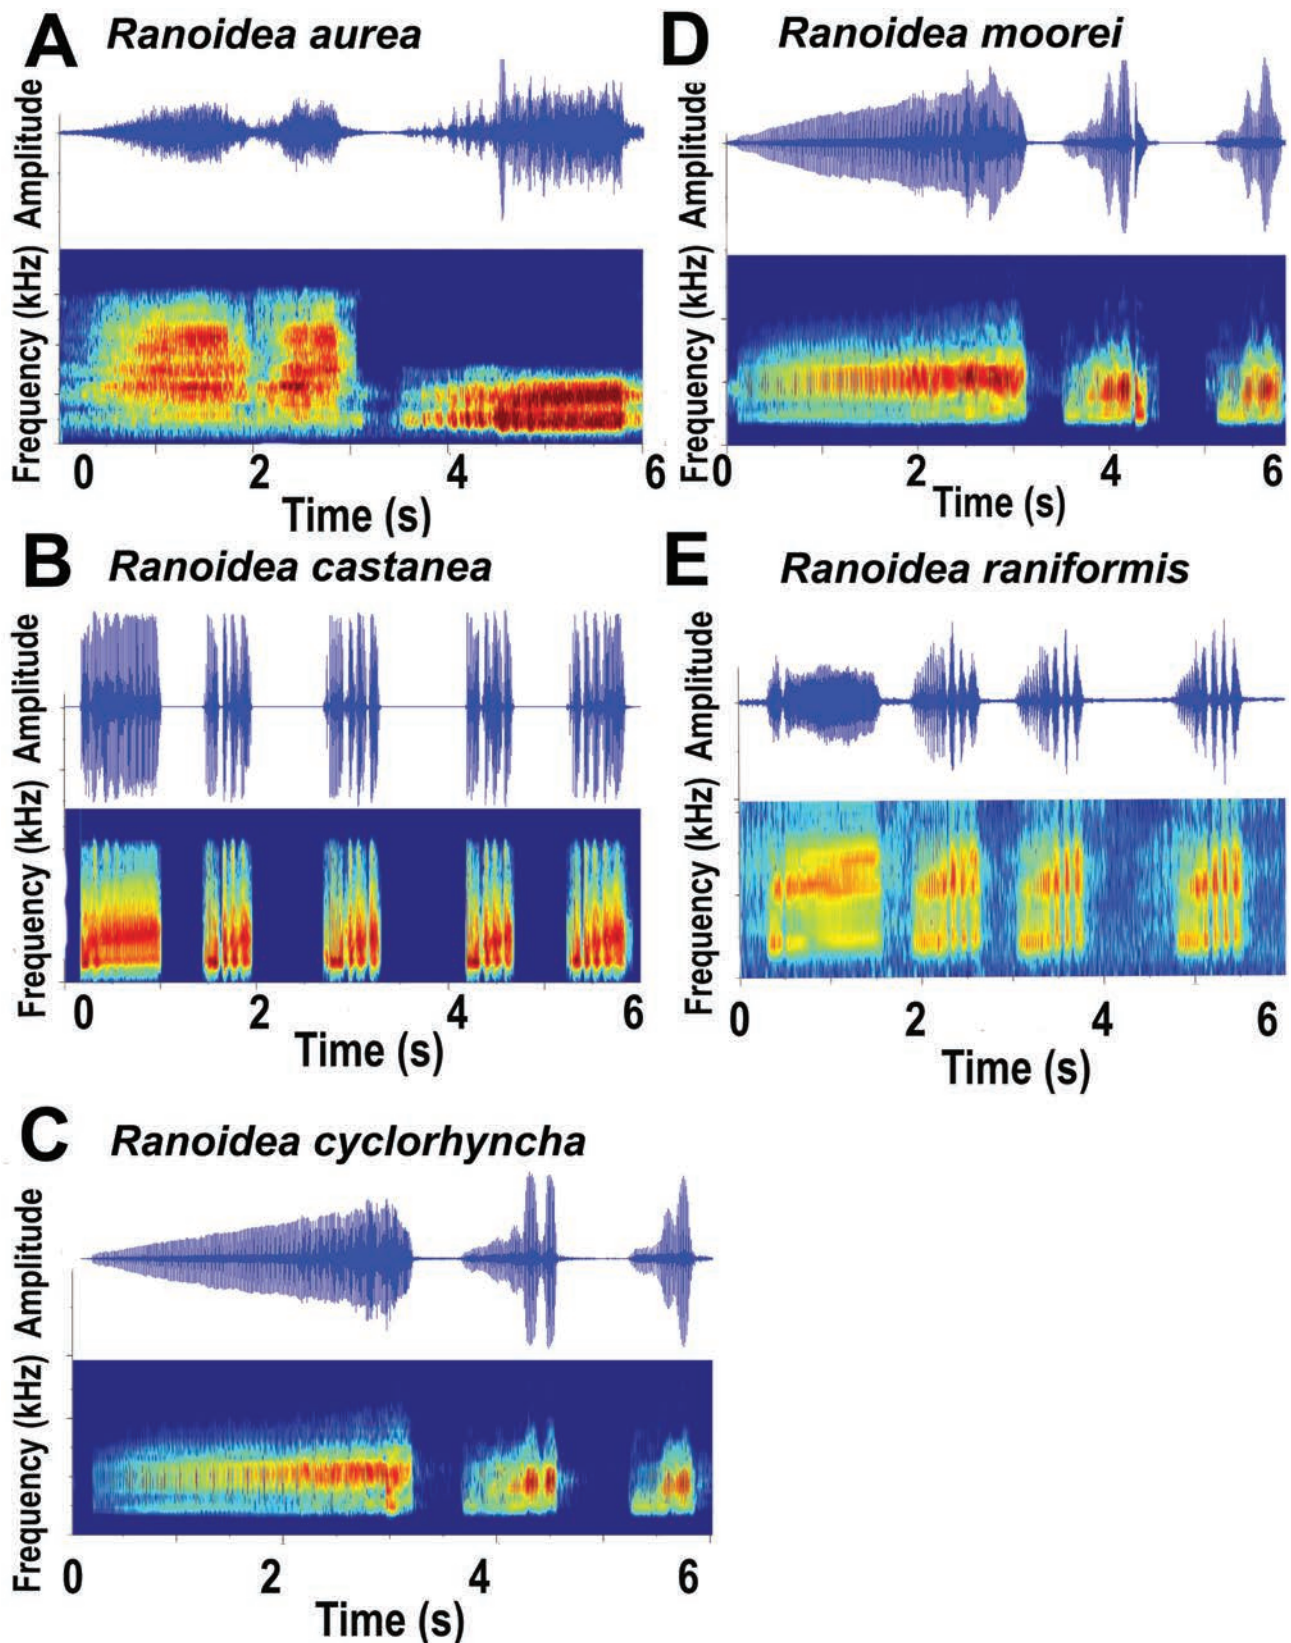 A Ranoidea aurea
Amplitude
Frequency (kHz)
0 2 4 6
Time (s)
B Ranoidea castanea
Amplitude
Frequency (kHz)
0 2 4 6
Time (s)
C Ranoidea cyclorhyncha
Amplitude
Frequency (kHz)
0 2 4 6
Time (s)
D Ranoidea moorei
Amplitude
Frequency (kHz)
0 2 4 6
Time (s)
E Ranoidea raniformis
Amplitude
Frequency (kHz)
0 2 4 6
Time (s)